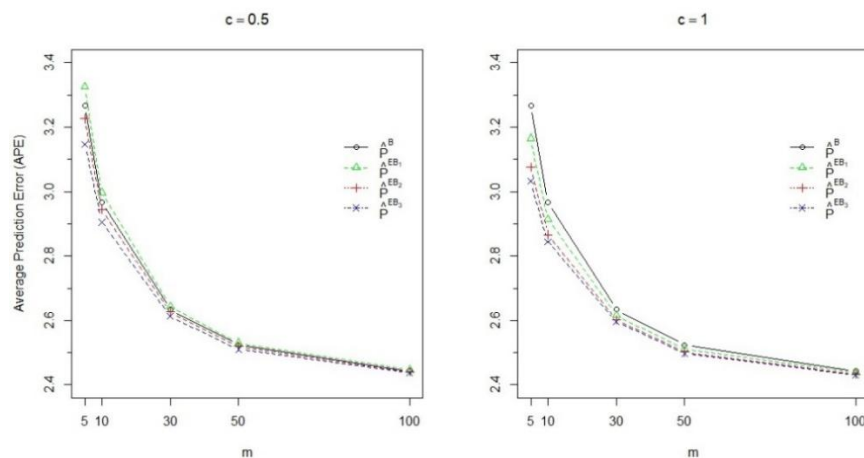 c = 0.5
Average Prediction Error (APE)
3.4
3.2
3.0
2.8
2.6
2.4
P̂^B
P̂^EB₁
P̂^EB₂
P̂^EB₃
5 10 30 50 100
m
c = 1
3.4
3.2
3.0
2.8
2.6
2.4
P̂^B
P̂^EB₁
P̂^EB₂
P̂^EB₃
5 10 30 50 100
m